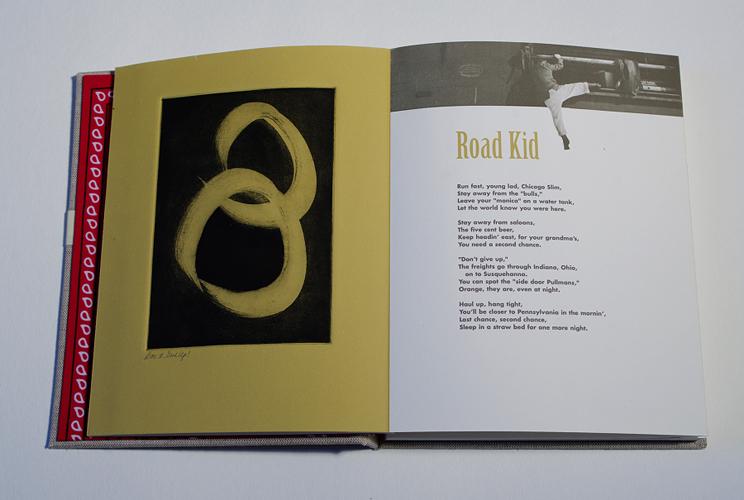 Don't Give Up!
Road Kid
Run fast, young lad, Chicago Slim,
Stay away from the "bulls,"
Leave your "monica" on a water tank,
Let the world know you were here.
Stay away from saloons,
The five cent beer,
Keep headin' east, for your grandma's,
You need a second chance.
"Don't give up,"
The freights go through Indiana, Ohio,
on to Susquehanna.
You can spot the "side door Pullmans,"
Orange, they are, even at night.
Haul up, hang tight,
You'll be closer to Pennsylvania in the mornin',
Last chance, second chance,
Sleep in a straw bed for one more night.